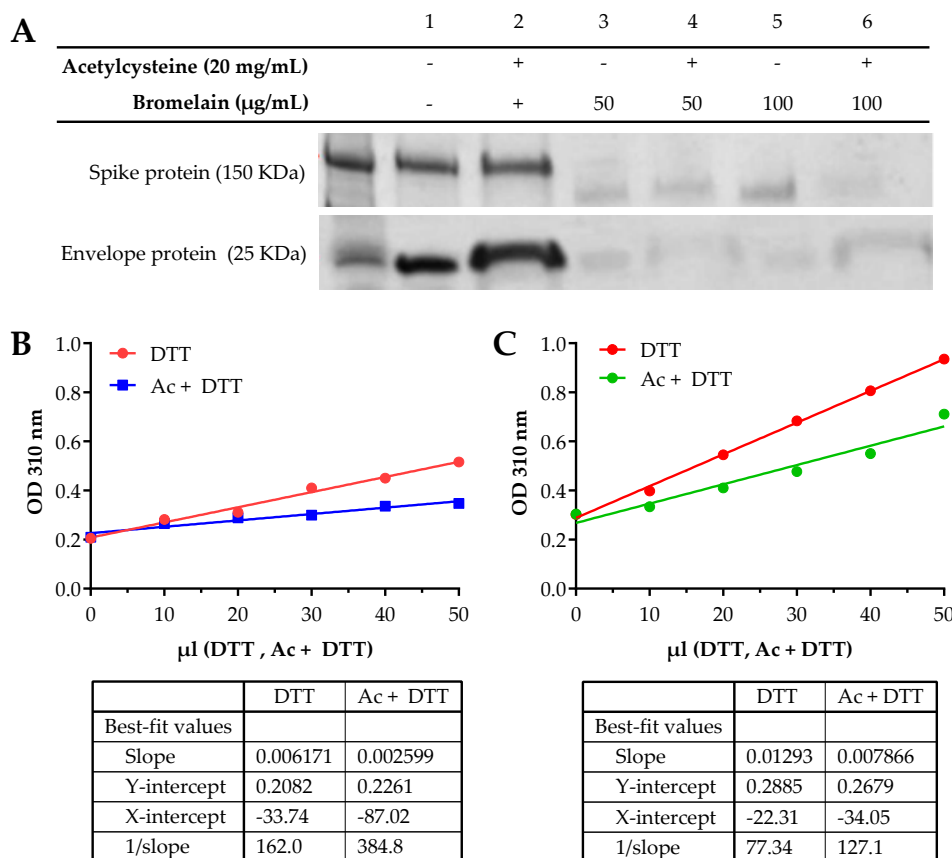 A
1 2 3 4 5 6
Acetylcysteine (20 mg/mL) - + - + - +
Bromelain (µg/mL) - + 50 50 100 100
Spike protein (150 KDa)
Envelope protein (25 KDa)
B
DTT
Ac + DTT
OD 310 nm
1.0
0.8
0.6
0.4
0.2
0.0
0 10 20 30 40 50
µl (DTT , Ac + DTT)
DTT Ac + DTT
Best-fit values
Slope 0.006171 0.002599
Y-intercept 0.2082 0.2261
X-intercept -33.74 -87.02
1/slope 162.0 384.8
C
DTT
Ac + DTT
OD 310 nm
1.0
0.8
0.6
0.4
0.2
0.0
0 10 20 30 40 50
µl (DTT, Ac + DTT)
DTT Ac + DTT
Best-fit values
Slope 0.01293 0.007866
Y-intercept 0.2885 0.2679
X-intercept -22.31 -34.05
1/slope 77.34 127.1